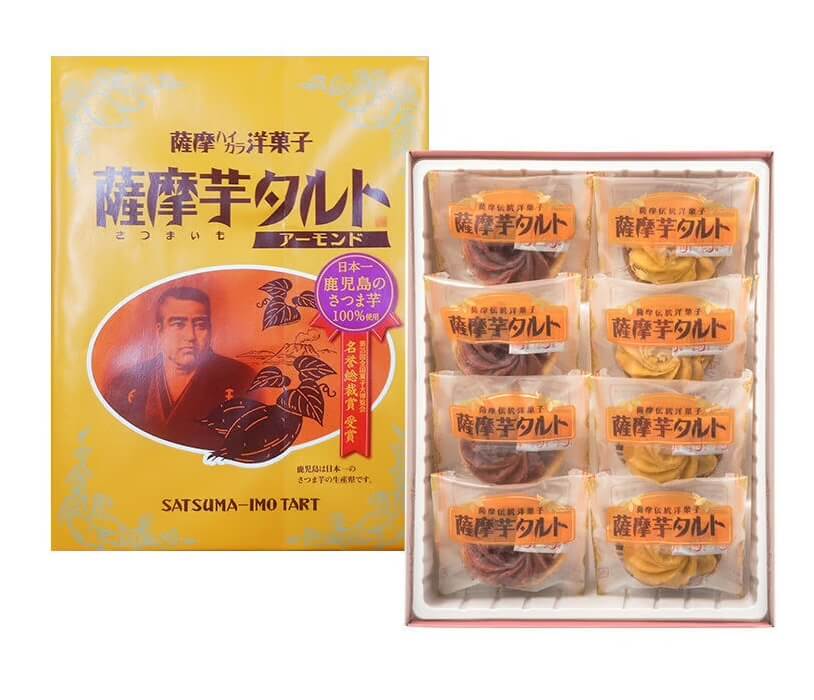 薩摩ハイカラ洋菓子
薩摩芋タルト
さつまいも
アーモンド
日本一
鹿児島の
さつま芋
100%使用
名誉総裁賞 受賞
鹿児島は日本一の
さつま芋の生産県です。
SATSUMA-IMO TART
薩摩伝統洋菓子
薩摩芋タルト
薩摩伝統洋菓子
薩摩芋タルト
薩摩伝統洋菓子
薩摩芋タルト
薩摩伝統洋菓子
薩摩芋タルト
薩摩伝統洋菓子
薩摩芋タルト
薩摩伝統洋菓子
薩摩芋タルト
薩摩伝統洋菓子
薩摩芋タルト
薩摩伝統洋菓子
薩摩芋タルト